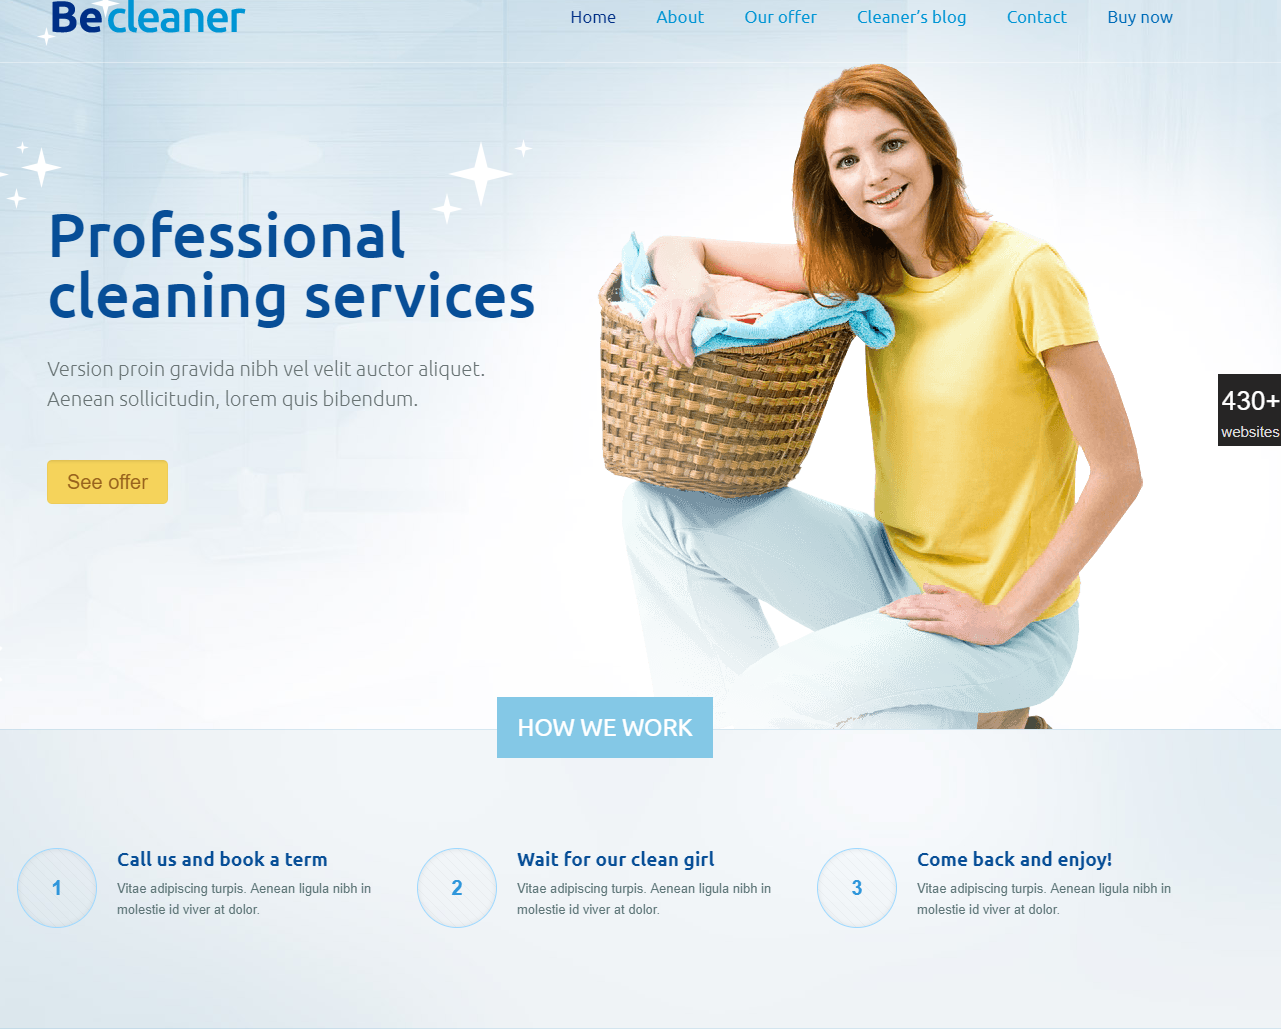 Becleaner
Home About Our offer Cleaner's blog Contact Buy now
Professional
cleaning services
Version proin gravida nibh vel velit auctor aliquet.
Aenean sollicitudin, lorem quis bibendum.
See offer
430+
websites
HOW WE WORK
1
Call us and book a term
Vitae adipiscing turpis. Aenean ligula nibh in
molestie id viver at dolor.
2
Wait for our clean girl
Vitae adipiscing turpis. Aenean ligula nibh in
molestie id viver at dolor.
3
Come back and enjoy!
Vitae adipiscing turpis. Aenean ligula nibh in
molestie id viver at dolor.